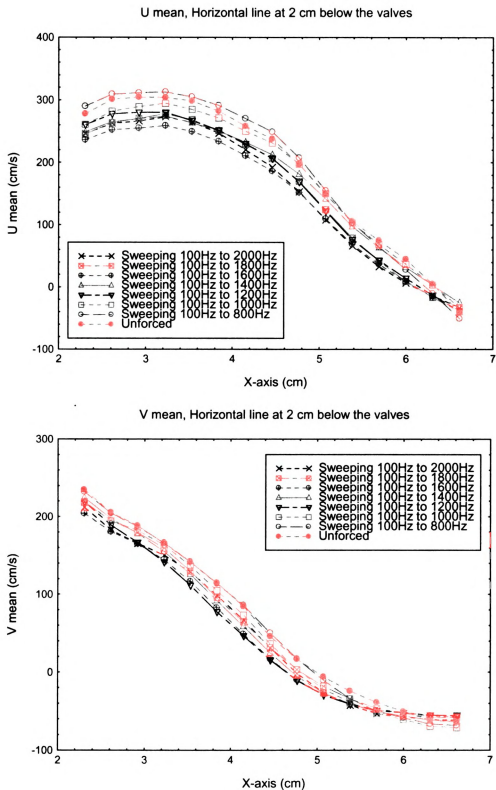 U mean, Horizontal line at 2 cm below the valves
400
300
200
100
0
-100
U mean (cm/s)
Sweeping 100Hz to 2000Hz
Sweeping 100Hz to 1800Hz
Sweeping 100Hz to 1600Hz
Sweeping 100Hz to 1400Hz
Sweeping 100Hz to 1200Hz
Sweeping 100Hz to 1000Hz
Sweeping 100Hz to 800Hz
Unforced
2 3 4 5 6 7
X-axis (cm)
V mean, Horizontal line at 2 cm below the valves
300
200
100
0
-100
V mean (cm/s)
Sweeping 100Hz to 2000Hz
Sweeping 100Hz to 1800Hz
Sweeping 100Hz to 1600Hz
Sweeping 100Hz to 1400Hz
Sweeping 100Hz to 1200Hz
Sweeping 100Hz to 1000Hz
Sweeping 100Hz to 800Hz
Unforced
2 3 4 5 6 7
X-axis (cm)